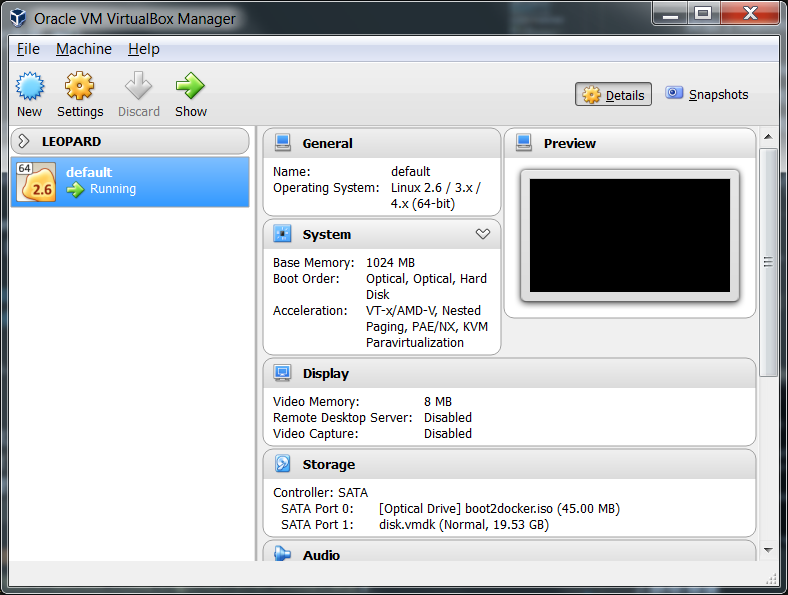 Oracle VM VirtualBox Manager
File Machine Help
New Settings Discard Show
Details Snapshots
LEOPARD
64
2.6
default
Running
General
Name: default
Operating System: Linux 2.6 / 3.x /
4.x (64-bit)
System
Base Memory: 1024 MB
Boot Order: Optical, Optical, Hard
Disk
Acceleration: VT-x/AMD-V, Nested
Paging, PAE/NX, KVM
Paravirtualization
Preview
Display
Video Memory: 8 MB
Remote Desktop Server: Disabled
Video Capture: Disabled
Storage
Controller: SATA
SATA Port 0: [Optical Drive] boot2docker.iso (45.00 MB)
SATA Port 1: disk.vmdk (Normal, 19.53 GB)
Audio